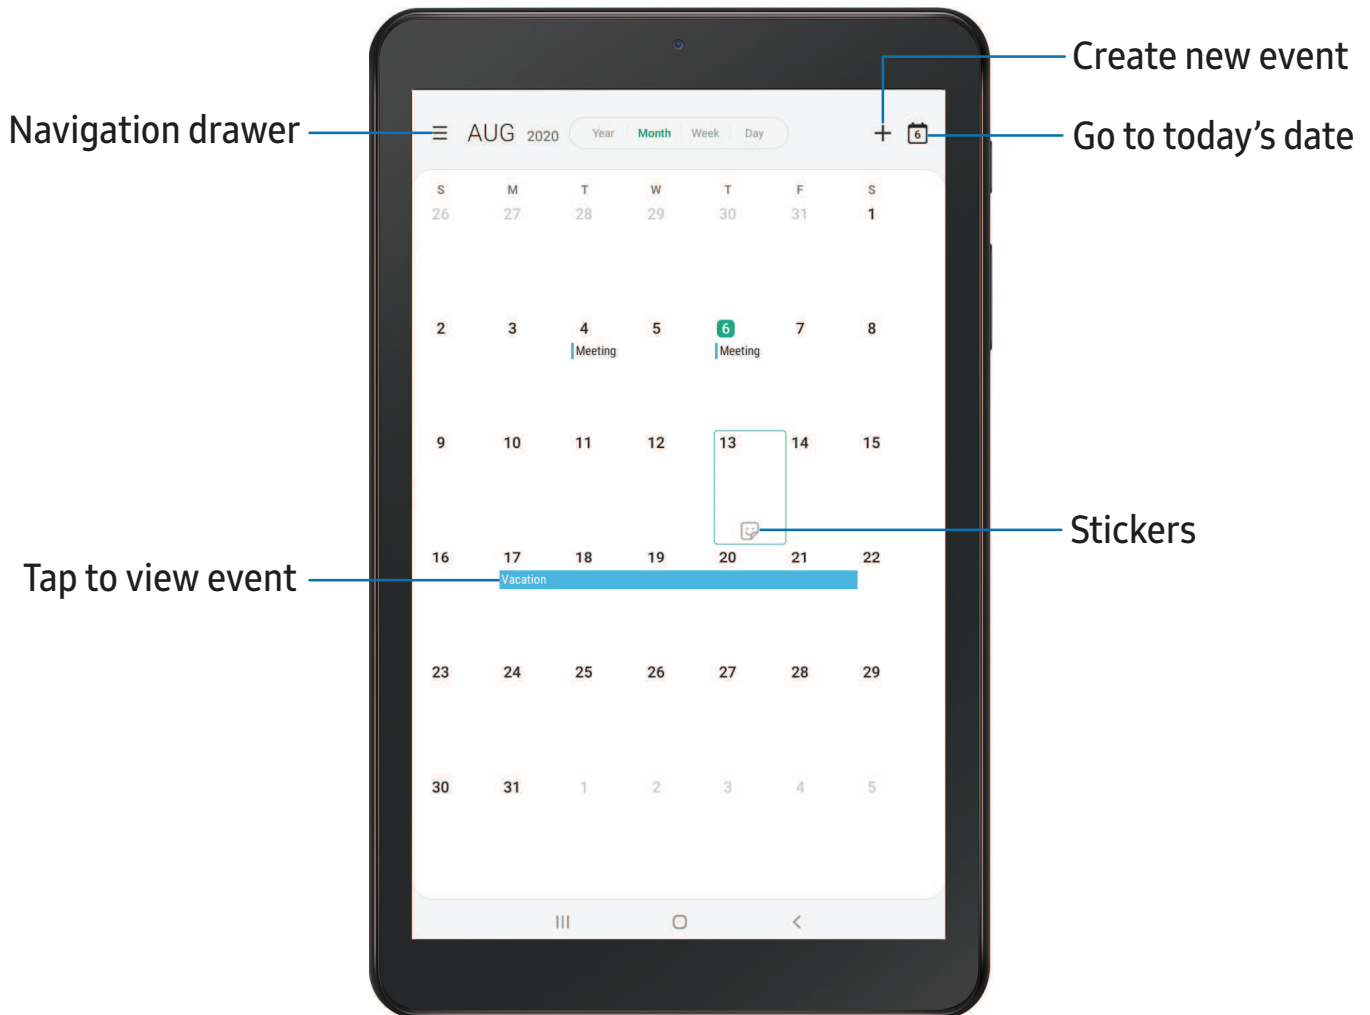 Create new event
Navigation drawer
AUG 2020 Year Month Week Day 6
Go to today's date
S M T W T F S
26 27 28 29 30 31 1
2 3 4 5 6 7 8
Meeting Meeting
9 10 11 12 13 14 15
Stickers
16 17 18 19 20 21 22
Tap to view event
Vacation
23 24 25 26 27 28 29
30 31 1 2 3 4 5